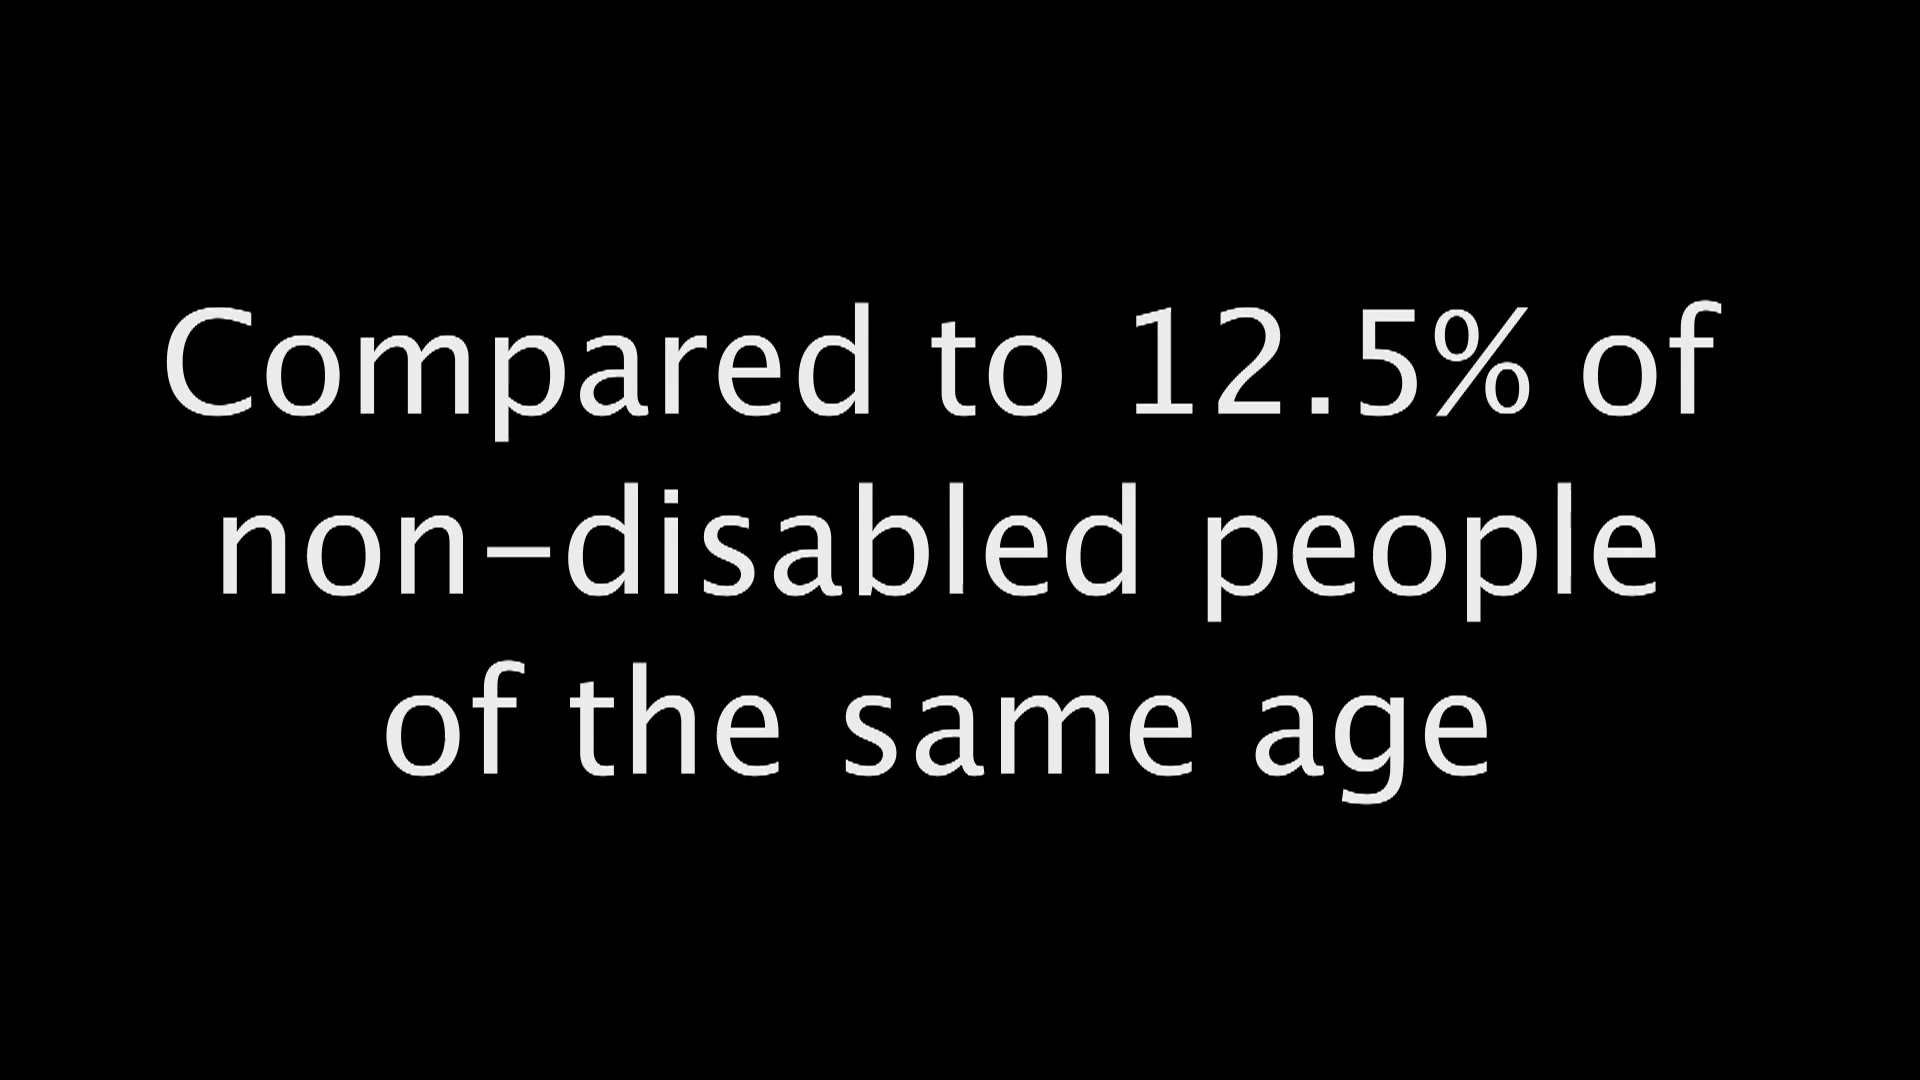 Compared to 12.5% of
non-disabled people
of the same age